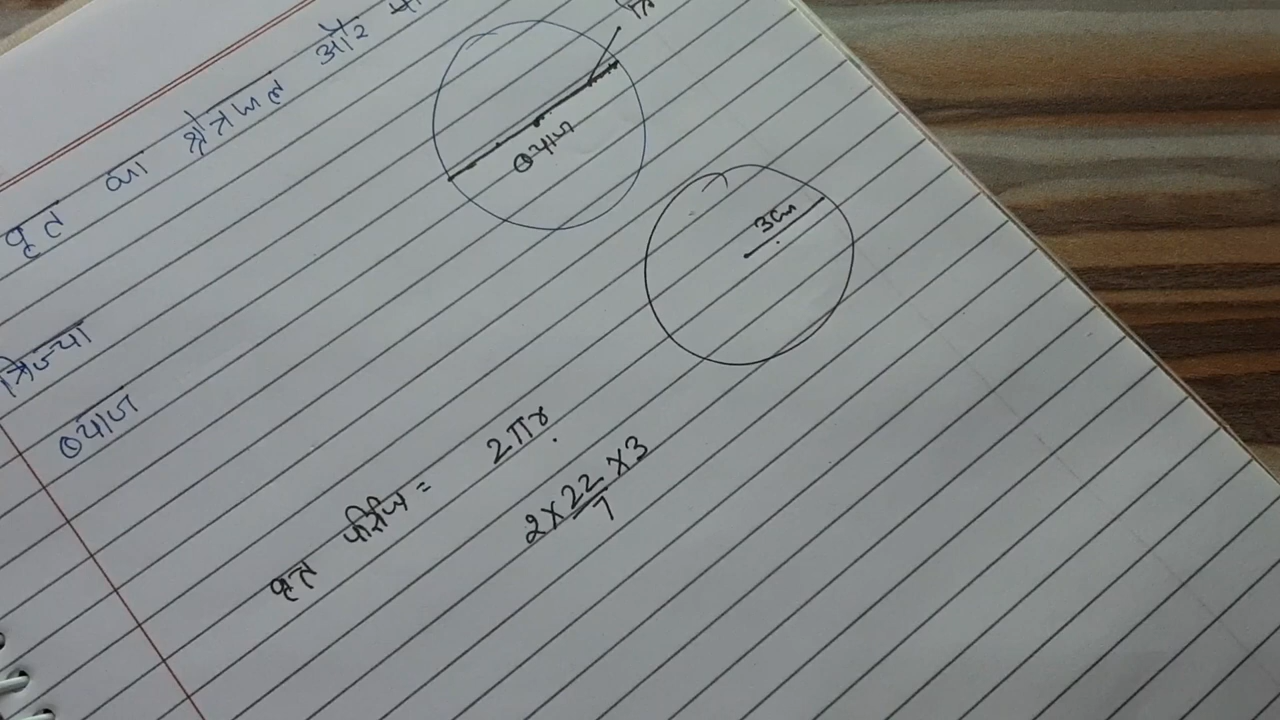 वृत का क्षेत्रफल और
व्यास
3cm
त्रिज्या
व्यास
वृत परिधि = 2πr
2 × 22/7 × 3